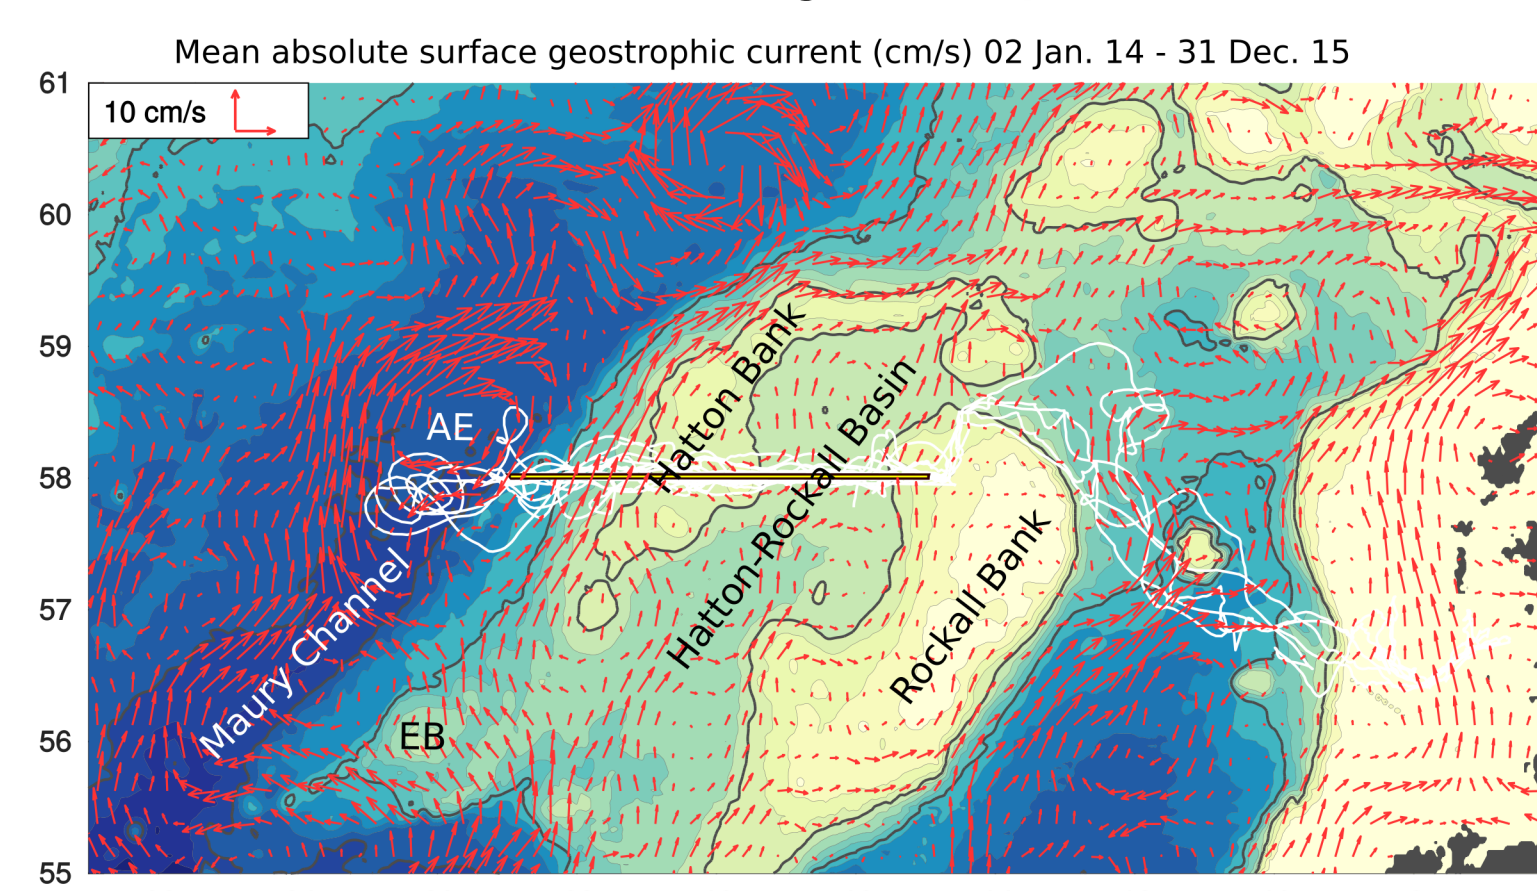 Mean absolute surface geostrophic current (cm/s) 02 Jan. 14 - 31 Dec. 15
61
10 cm/s
60
59
Hatton Bank
Hatton-Rockall Basin
AE
58
Rockall Bank
57
Maury Channel
56
EB
55